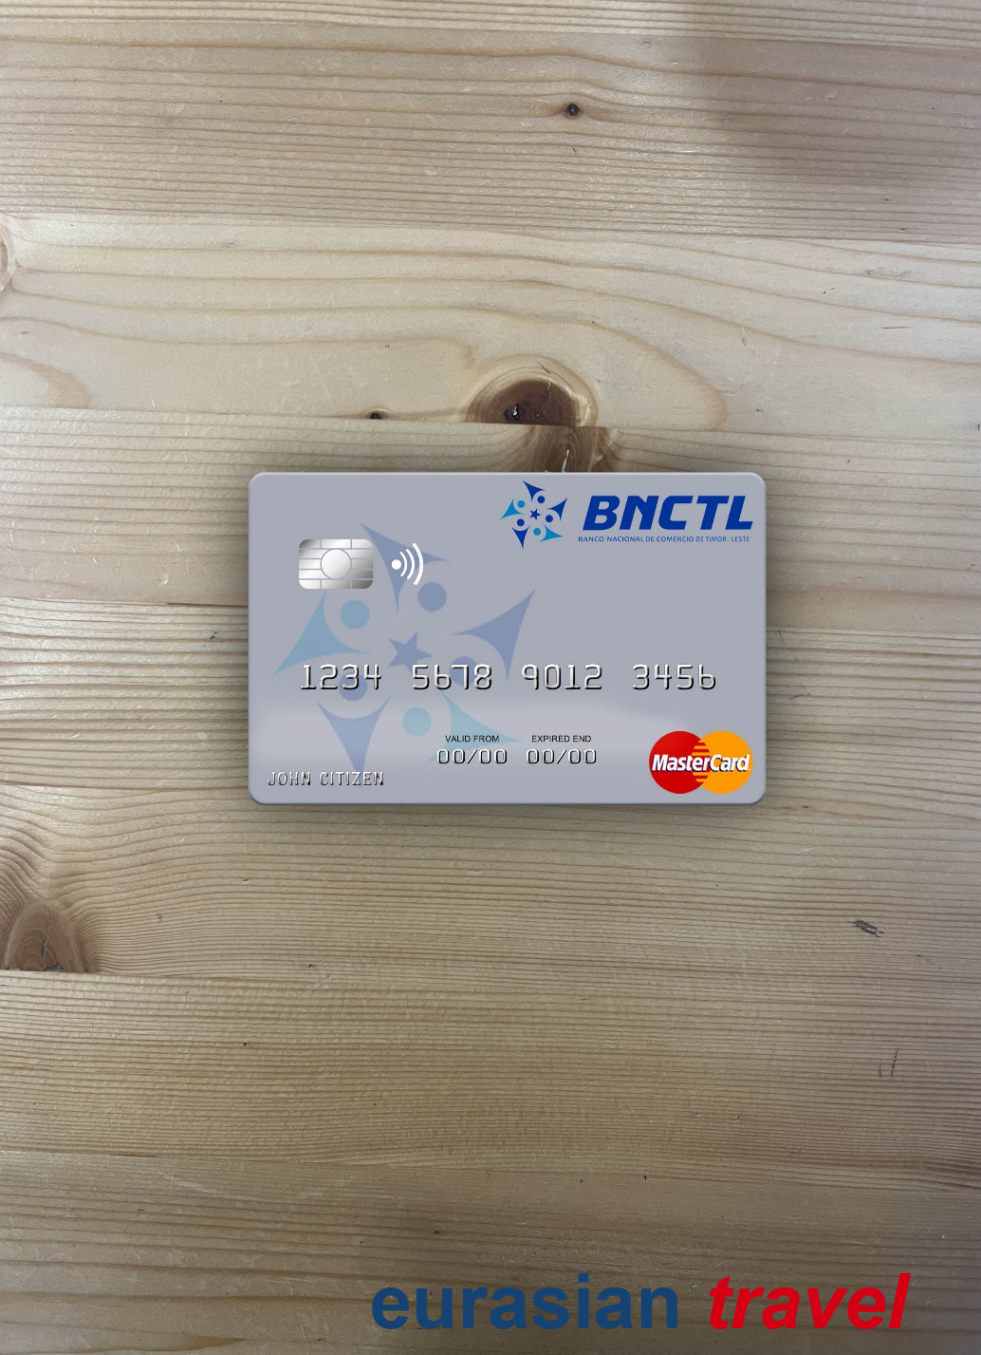 BNCTL
BANCO NACIONAL DE COMERCIO DE TIMOR LESTE
1234 5678 9012 3456
VALID FROM EXPIRED END
00/00 00/00
JOHN CITIZEN
MasterCard
eurasian travel